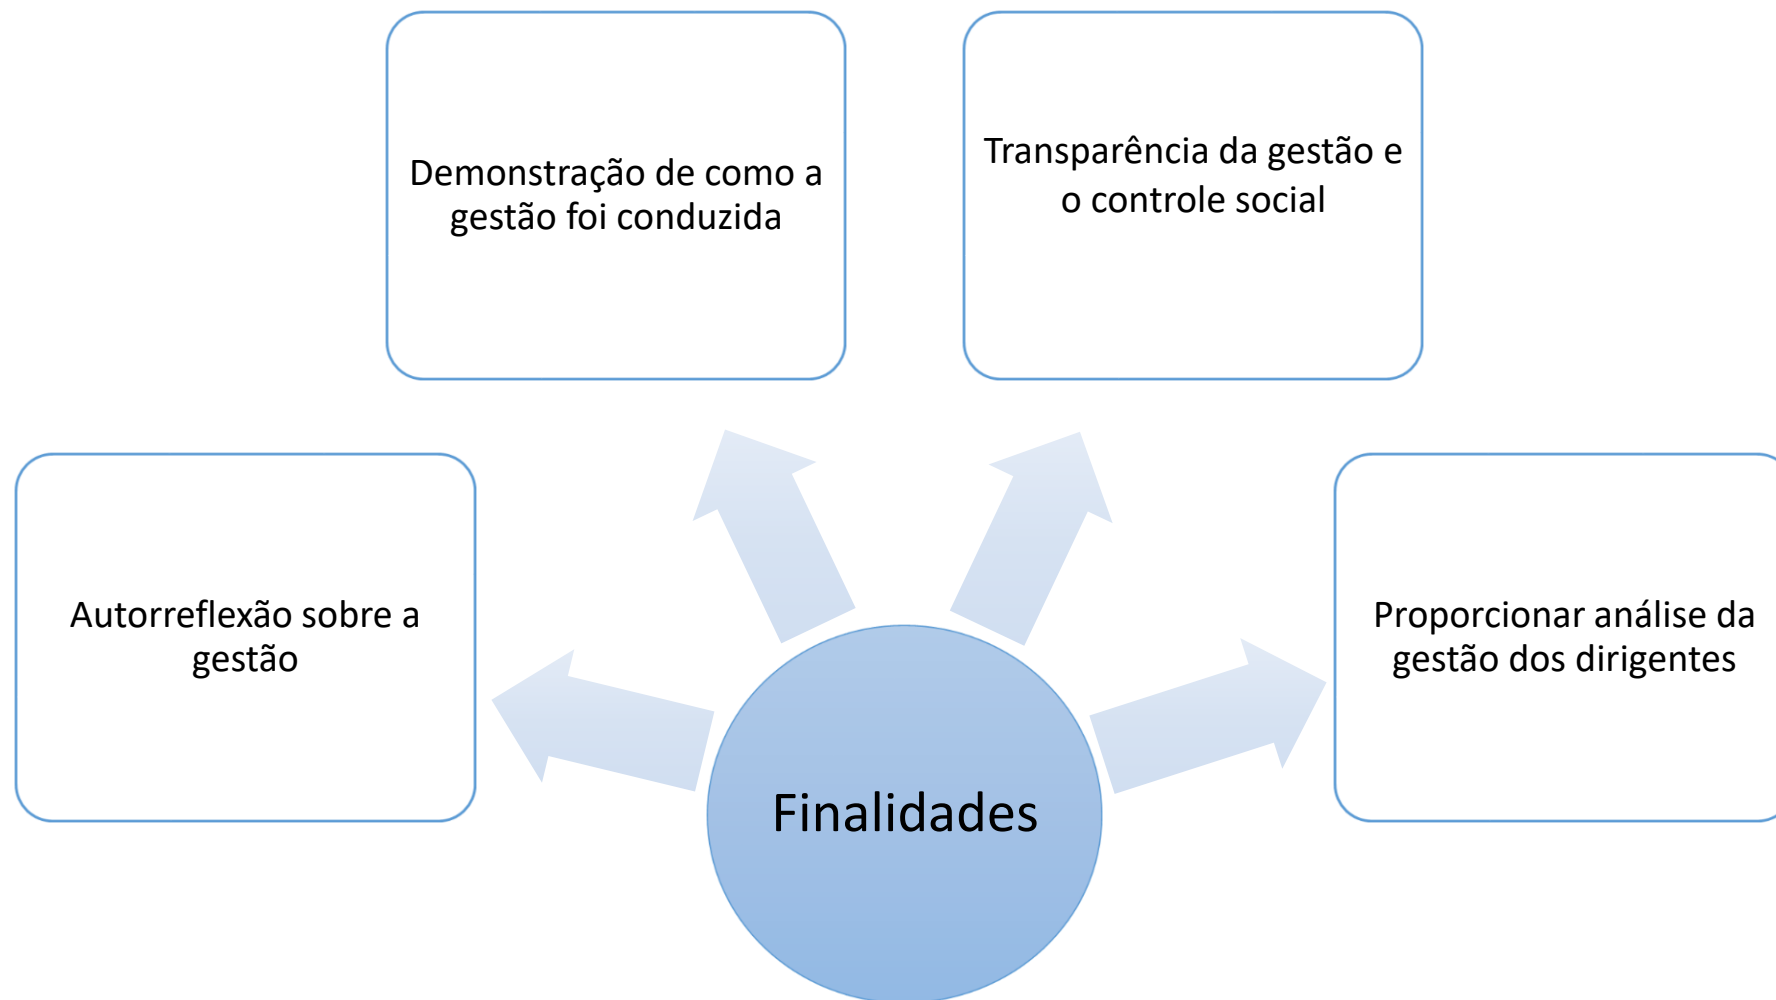 Demonstração de como a
gestão foi conduzida
Transparência da gestão e
o controle social
Autorreflexão sobre a
gestão
Proporcionar análise da
gestão dos dirigentes
Finalidades